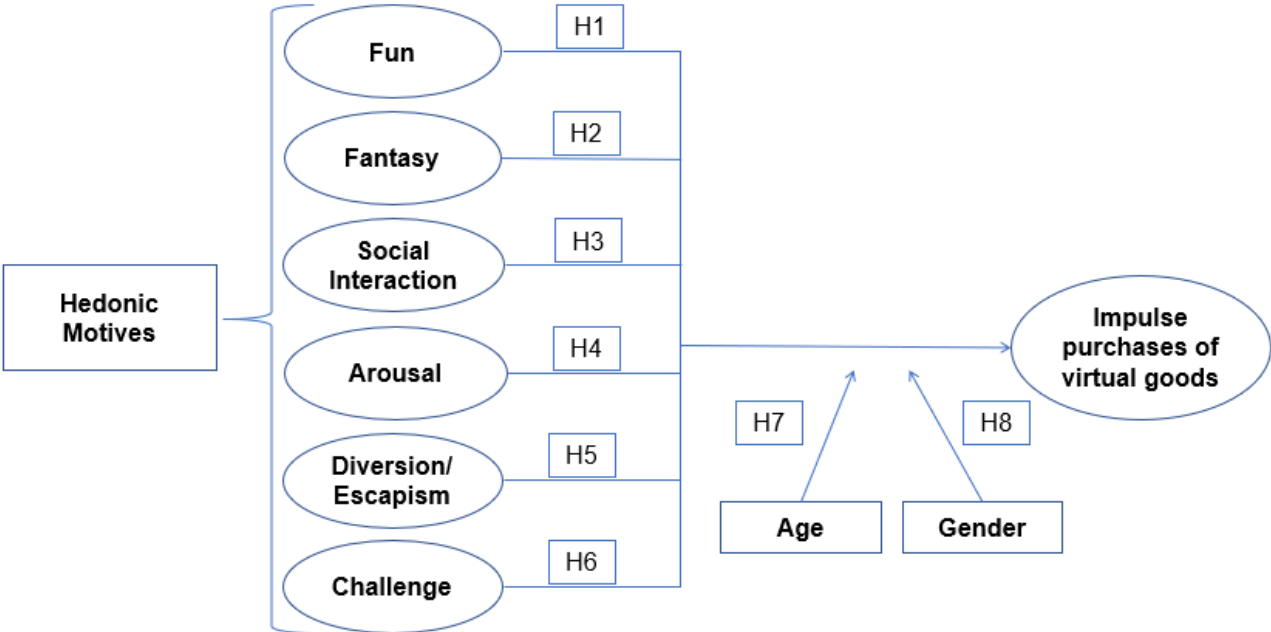 Hedonic
Motives
Fun
H1
Fantasy
H2
Social
Interaction
H3
Arousal
H4
Diversion/
Escapism
H5
Challenge
H6
Impulse
purchases of
virtual goods
H7
H8
Age
Gender